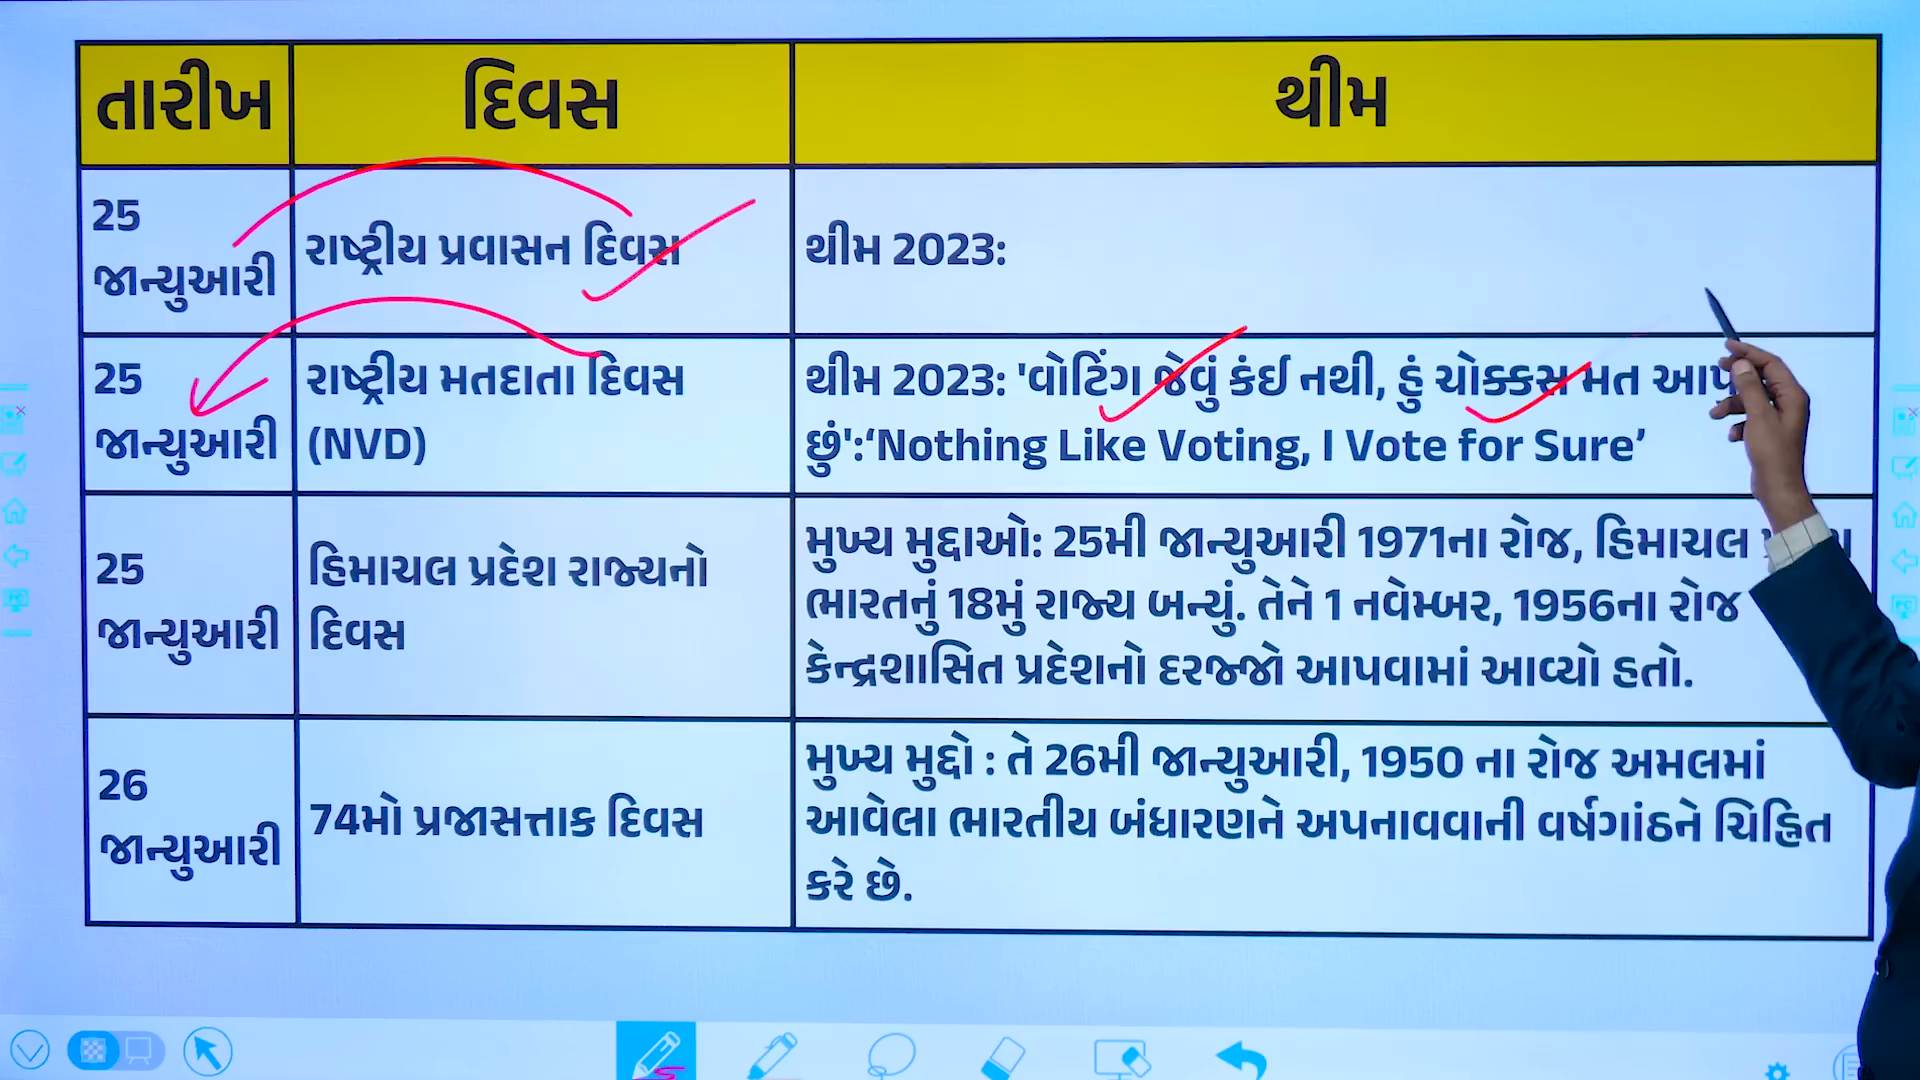 તારીખ દિવસ થીમ
25
જાન્યુઆરી
રાષ્ટ્રીય પ્રવાસન દિવસ
થીમ 2023:
25
જાન્યુઆરી
રાષ્ટ્રીય મતદાતા દિવસ
(NVD)
થીમ 2023: 'વોટિંગ જેવું કંઈ નથી, હું ચોક્કસ મત
છું':‘Nothing Like Voting, I Vote for Sure’
25
જાન્યુઆરી
હિમાચલ પ્રદેશ રાજ્યનો
દિવસ
મુખ્ય મુદ્દાઓ: 25મી જાન્યુઆરી 1971ના રોજ, હિમાચલ
ભારતનું 18મું રાજ્ય બન્યું. તેને 1 નવેમ્બર, 1956ના રોજ
કેન્દ્રશાસિત પ્રદેશનો દરજ્જો આપવામાં આવ્યો હતો.
26
જાન્યુઆરી
74મો પ્રજાસત્તાક દિવસ
મુખ્ય મુદ્દો : તે 26મી જાન્યુઆરી, 1950 ના રોજ અમલમાં
આવેલા ભારતીય બંધારણને અપનાવવાની વર્ષગાંઠને ચિહ્નિત
કરે છે.